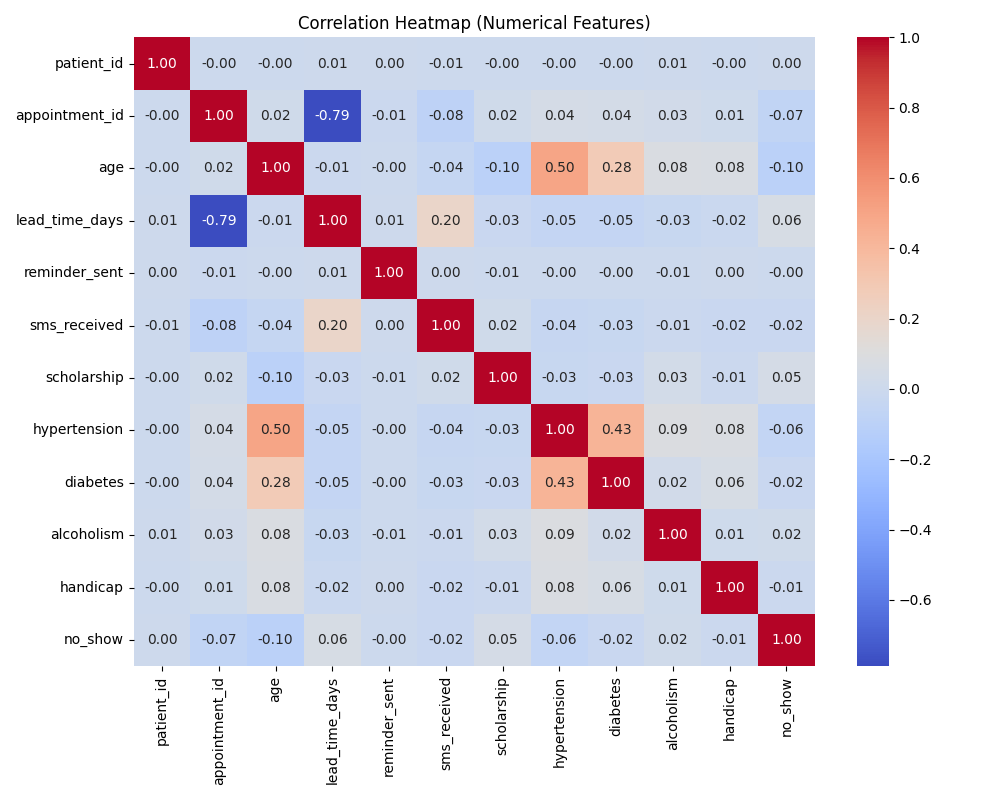 Correlation Heatmap (Numerical Features)
patient_id 1.00 -0.00 -0.00 0.01 0.00 -0.01 -0.00 -0.00 -0.00 0.01 -0.00 0.00
appointment_id -0.00 1.00 0.02 -0.79 -0.01 -0.08 0.02 0.04 0.04 0.03 0.01 -0.07
age -0.00 0.02 1.00 -0.01 -0.00 -0.04 -0.10 0.50 0.28 0.08 0.08 -0.10
lead_time_days 0.01 -0.79 -0.01 1.00 0.01 0.20 -0.03 -0.05 -0.05 -0.03 -0.02 0.06
reminder_sent 0.00 -0.01 -0.00 0.01 1.00 0.00 -0.01 -0.00 -0.00 -0.01 0.00 -0.00
sms_received -0.01 -0.08 -0.04 0.20 0.00 1.00 0.02 -0.04 -0.03 -0.01 -0.02 -0.02
scholarship -0.00 0.02 -0.10 -0.03 -0.01 0.02 1.00 -0.03 -0.03 0.03 -0.01 0.05
hypertension -0.00 0.04 0.50 -0.05 -0.00 -0.04 -0.03 1.00 0.43 0.09 0.08 -0.06
diabetes -0.00 0.04 0.28 -0.05 -0.00 -0.03 -0.03 0.43 1.00 0.02 0.06 -0.02
alcoholism 0.01 0.03 0.08 -0.03 -0.01 -0.01 0.03 0.09 0.02 1.00 0.01 0.02
handicap -0.00 0.01 0.08 -0.02 0.00 -0.02 -0.01 0.08 0.06 0.01 1.00 -0.01
no_show 0.00 -0.07 -0.10 0.06 -0.00 -0.02 0.05 -0.06 -0.02 0.02 -0.01 1.00
patient_id
appointment_id
age
lead_time_days
reminder_sent
sms_received
scholarship
hypertension
diabetes
alcoholism
handicap
no_show
1.0
0.8
0.6
0.4
0.2
0.0
−0.2
−0.4
−0.6